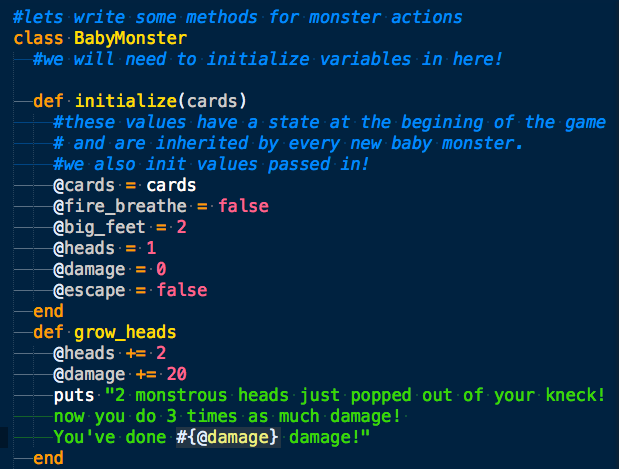 #lets write some methods for monster actions
class BabyMonster
#we will need to initialize variables in here!
def initialize(cards)
#these values have a state at the begining of the game
# and are inherited by every new baby monster.
#we also init values passed in!
@cards = cards
@fire_breathe = false
@big_feet = 2
@heads = 1
@damage = 0
@escape = false
end
def grow_heads
@heads += 2
@damage += 20
puts "2 monstrous heads just popped out of your kneck!
now you do 3 times as much damage!
You've done #{@damage} damage!"
end